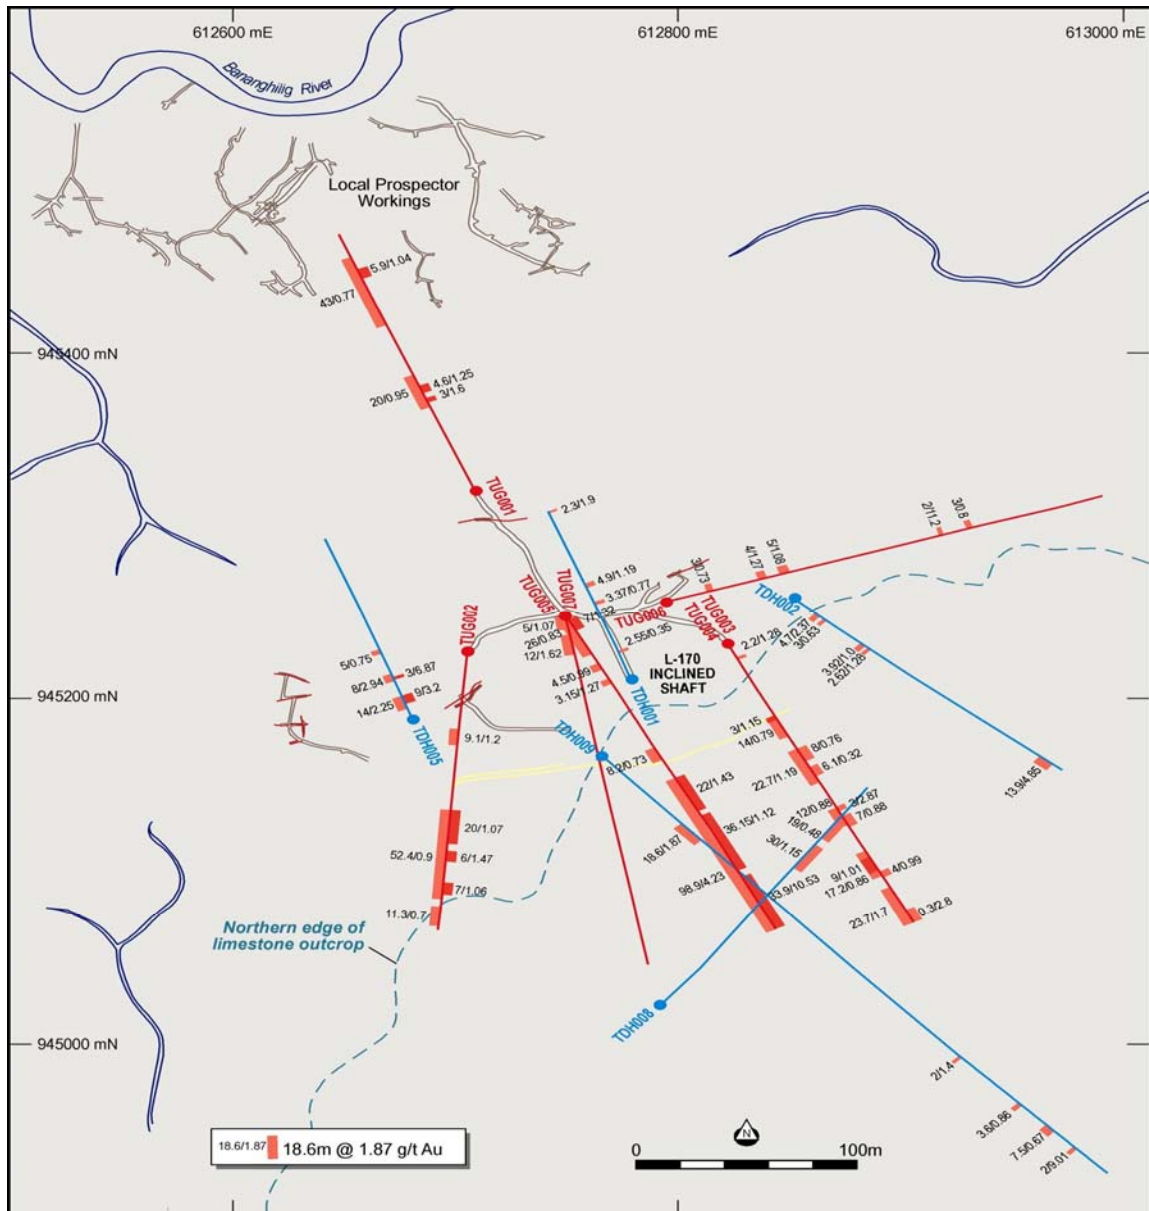 612600 mE
612800 mE
613000 mE
Bananghilig River
Local Prospector
Workings
5.9/1.04
43/0.77
945400 mN
4.6/1.25
3/1.6
20/0.95
TUG001
2.3/1.9
3/0.8
2/11.2
5/1.08
4/1.27
4.9/1.19
3.37/0.77
3/0.73
TUG005
TUG007
7/1.32
TUG006
TUG003
TUG004
TDH002
TUG002
5/1.07
26/0.83
12/1.62
2.55/0.35
2.2/1.28
4.7/2.37
3/0.63
3.92/1.0
2.52/1.28
L-170
INCLINED
SHAFT
5/0.75
3/6.87
8/2.94
9/3.2
14/2.25
4.5/0.99
3.15/1.27
TDH001
945200 mN
TDH005
9.1/1.2
TDH009
8.2/0.73
3/1.15
14/0.79
8/0.76
6.1/0.32
22.7/1.19
13.9/4.85
22/1.43
36.15/1.12
18.6/1.87
12/0.88
19/0.48
3/2.87
7/0.88
30/1.15
20/1.07
52.4/0.9
6/1.47
7/1.06
11.3/0.7
98.9/4.23
33.9/10.53
9/1.01
4/0.99
17.2/0.86
23.7/1.7
0.3/2.8
Northern edge of
limestone outcrop
TDH008
945000 mN
2/1.4
3.6/0.86
7.5/0.67
2/9.01
18.6/1.87
18.6m @ 1.87 g/t Au
N
0
100m